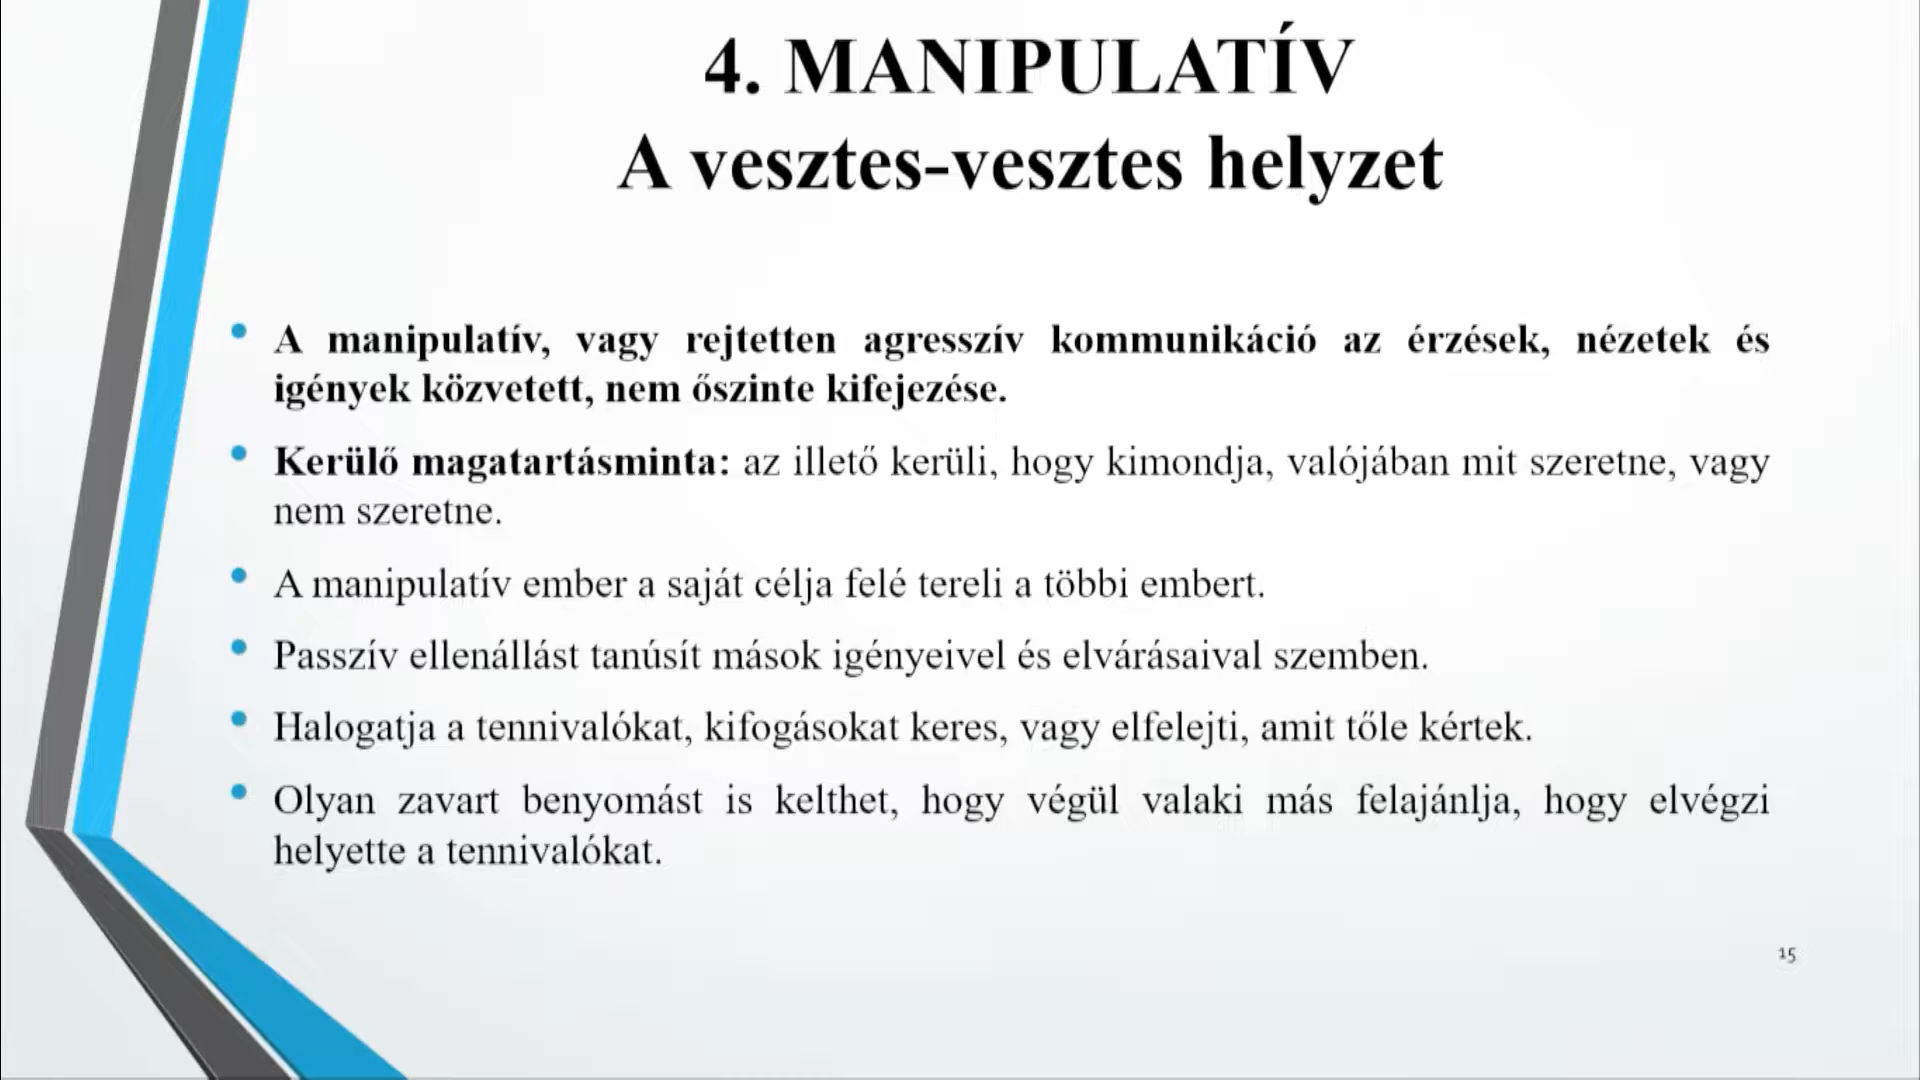 4. MANIPULATÍV
A vesztes-vesztes helyzet
• A manipulatív, vagy rejtetten agresszív kommunikáció az érzések, nézetek és
igények közvetett, nem őszinte kifejezése.
• Kerülő magatartásminta: az illető kerüli, hogy kimondja, valójában mit szeretne, vagy
nem szeretne.
• A manipulatív ember a saját célja felé tereli a többi embert.
• Passzív ellenállást tanúsít mások igényeivel és elvárásaival szemben.
• Halogatja a tennivalókat, kifogásokat keres, vagy elfelejti, amit tőle kértek.
• Olyan zavart benyomást is kelthet, hogy végül valaki más felajánlja, hogy elvégzi
helyette a tennivalókat.
15